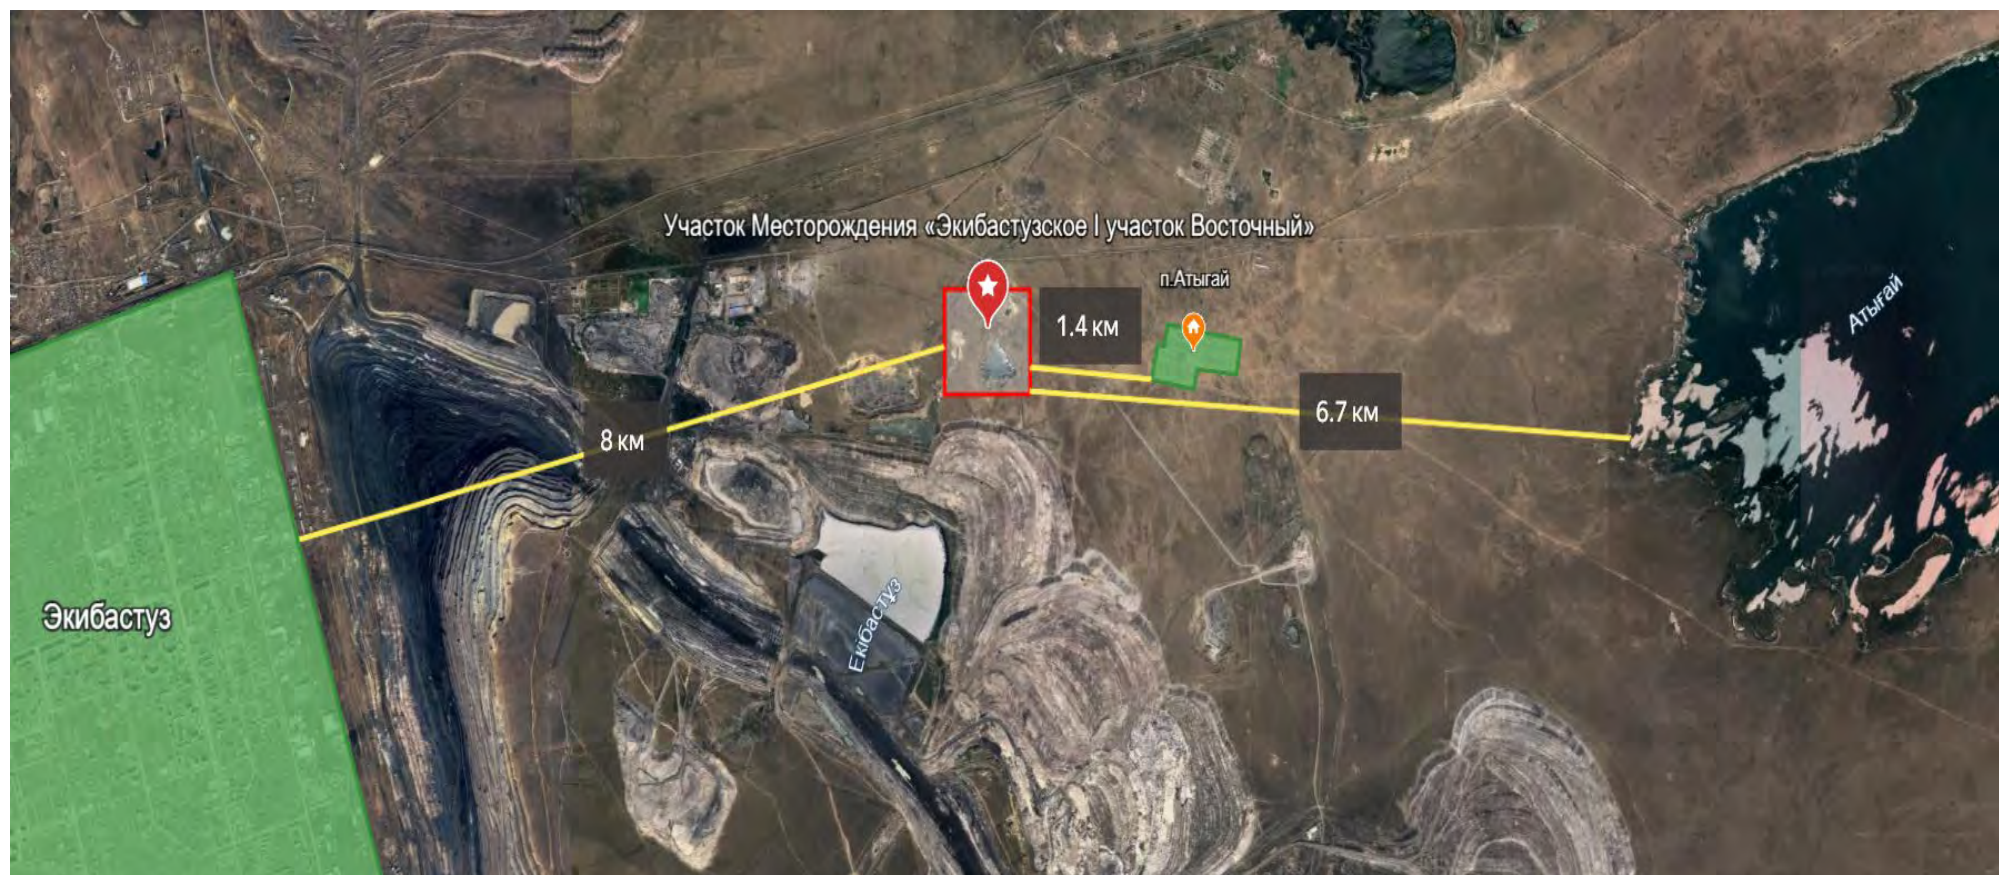 Участок Месторождения «Экибастузское I участок Восточный»
п.Атыгай
1.4 км
Атығай
6.7 км
8 км
Екібастұз
Экибастуз